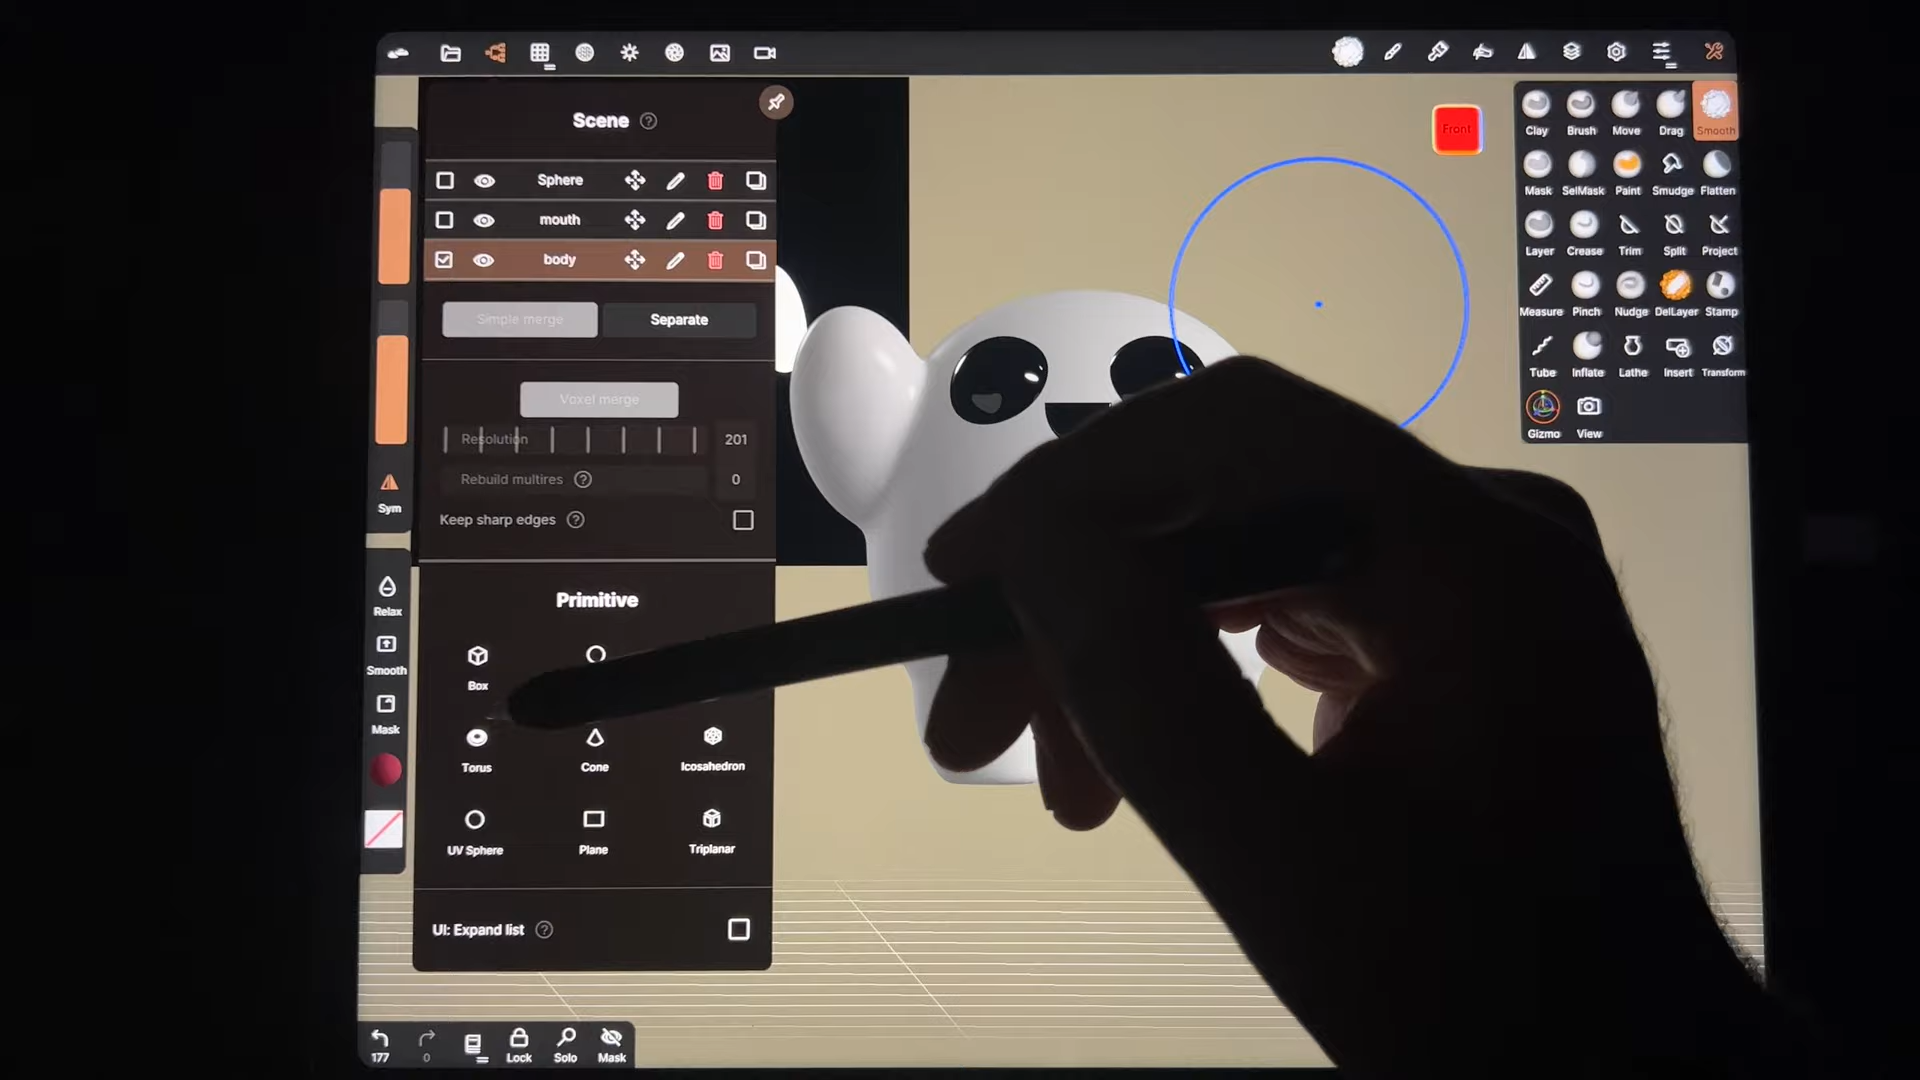 Scene
Sphere
mouth
body
Simple merge
Separate
Voxel merge
Resolution
201
Rebuild multires
0
Keep sharp edges
Primitive
Box
Torus
Cone
Icosahedron
UV Sphere
Plane
Triplanar
UI: Expand list
Sym
Relax
Smooth
Mask
177
0
Lock
Solo
Mask
Front
Clay
Brush
Move
Drag
Smooth
Mask
SelMask
Paint
Smudge
Flatten
Layer
Crease
Trim
Split
Project
Measure
Pinch
Nudge
DelLayer
Stamp
Tube
Inflate
Lathe
Insert
Transform
Gizmo
View